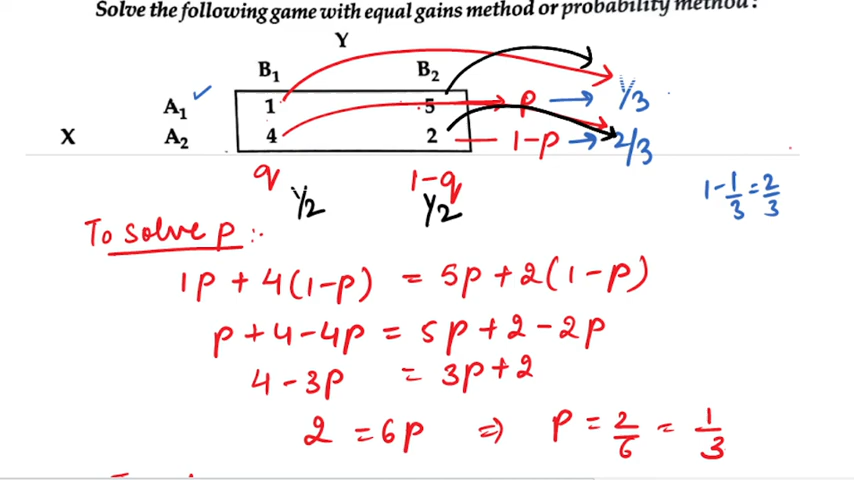 Solve the following game with equal gains method or probability method:
Y
B₁ B₂
A₁ ✓ 1 5 → p → 1/3
X A₂ 4 2 — 1-p → 2/3
q 1-q 1 - 1/3 = 2/3
1/2 1/2
To solve p :-
1p + 4(1-p) = 5p + 2(1-p)
p + 4 - 4p = 5p + 2 - 2p
4 - 3p = 3p + 2
2 = 6p ⇒ p = 2/6 = 1/3